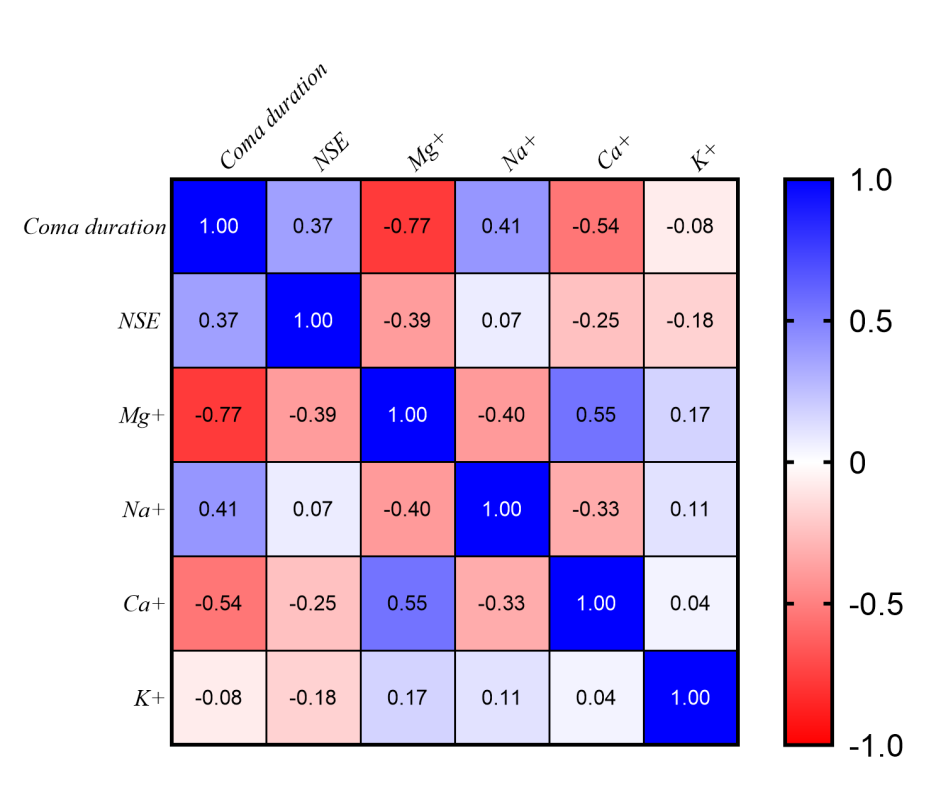 Coma duration NSE Mg+ Na+ Ca+ K+
Coma duration 1.00 0.37 -0.77 0.41 -0.54 -0.08
NSE 0.37 1.00 -0.39 0.07 -0.25 -0.18
Mg+ -0.77 -0.39 1.00 -0.40 0.55 0.17
Na+ 0.41 0.07 -0.40 1.00 -0.33 0.11
Ca+ -0.54 -0.25 0.55 -0.33 1.00 0.04
K+ -0.08 -0.18 0.17 0.11 0.04 1.00
1.0
0.5
0
-0.5
-1.0